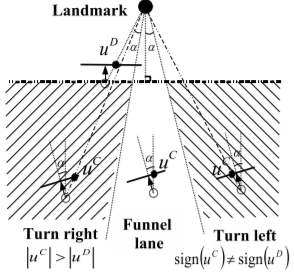 Landmark
u^D
α α
u^C
α
u^C
α
u^C
α
Turn right
|u^C| > |u^D|
Funnel
lane
Turn left
sign(u^C) ≠ sign(u^D)